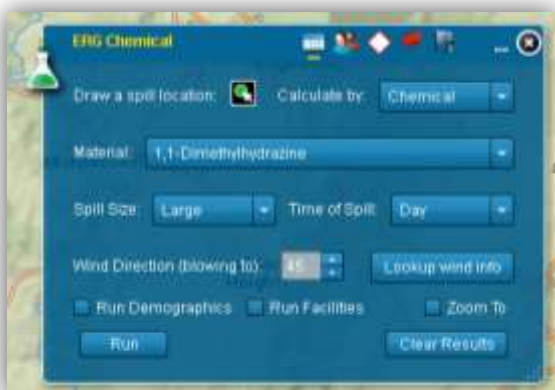 ERG Chemical
Draw a spill location: Calculate by: Chemical
Material: 1,1-Dimethylhydrazine
Spill Size: Large Time of Spill: Day
Wind Direction (blowing to): 45 Lookup wind info
Run Demographics Run Facilities Zoom To
Run Clear Results